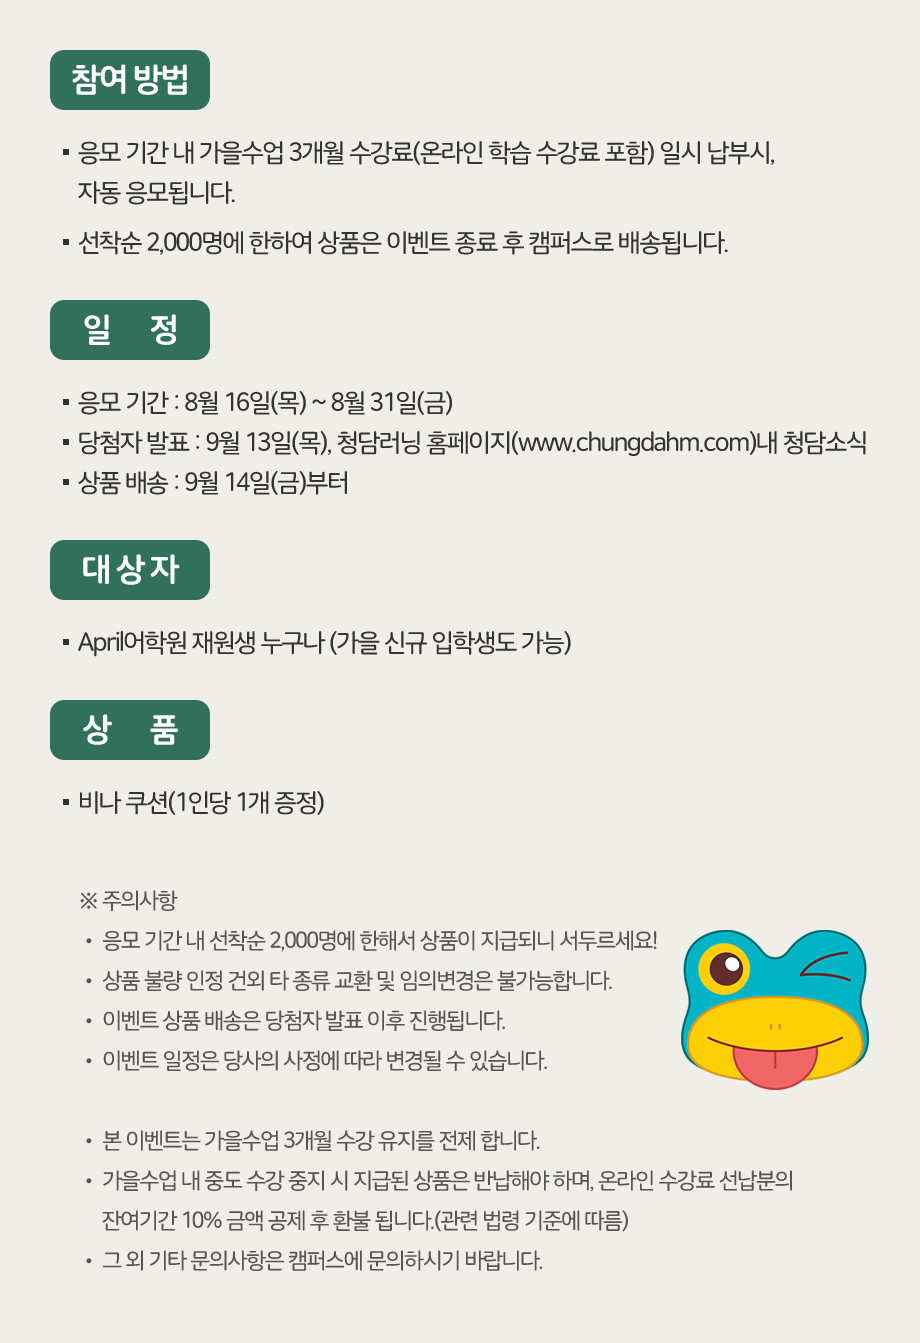 참여 방법
▪ 응모 기간 내 가을수업 3개월 수강료(온라인 학습 수강료 포함) 일시 납부시,
자동 응모됩니다.
▪ 선착순 2,000명에 한하여 상품은 이벤트 종료 후 캠퍼스로 배송됩니다.
일 정
▪ 응모 기간 : 8월 16일(목) ~ 8월 31일(금)
▪ 당첨자 발표 : 9월 13일(목), 청담러닝 홈페이지(www.chungdahm.com)내 청담소식
▪ 상품 배송 : 9월 14일(금)부터
대상자
▪ April어학원 재원생 누구나 (가을 신규 입학생도 가능)
상 품
▪ 비나 쿠션(1인당 1개 증정)
※ 주의사항
• 응모 기간 내 선착순 2,000명에 한해서 상품이 지급되니 서두르세요!
• 상품 불량 인정 건외 타 종류 교환 및 임의변경은 불가능합니다.
• 이벤트 상품 배송은 당첨자 발표 이후 진행됩니다.
• 이벤트 일정은 당사의 사정에 따라 변경될 수 있습니다.
• 본 이벤트는 가을수업 3개월 수강 유지를 전제 합니다.
• 가을수업 내 중도 수강 중지 시 지급된 상품은 반납해야 하며, 온라인 수강료 선납분의
잔여기간 10% 금액 공제 후 환불 됩니다.(관련 법령 기준에 따름)
• 그 외 기타 문의사항은 캠퍼스에 문의하시기 바랍니다.